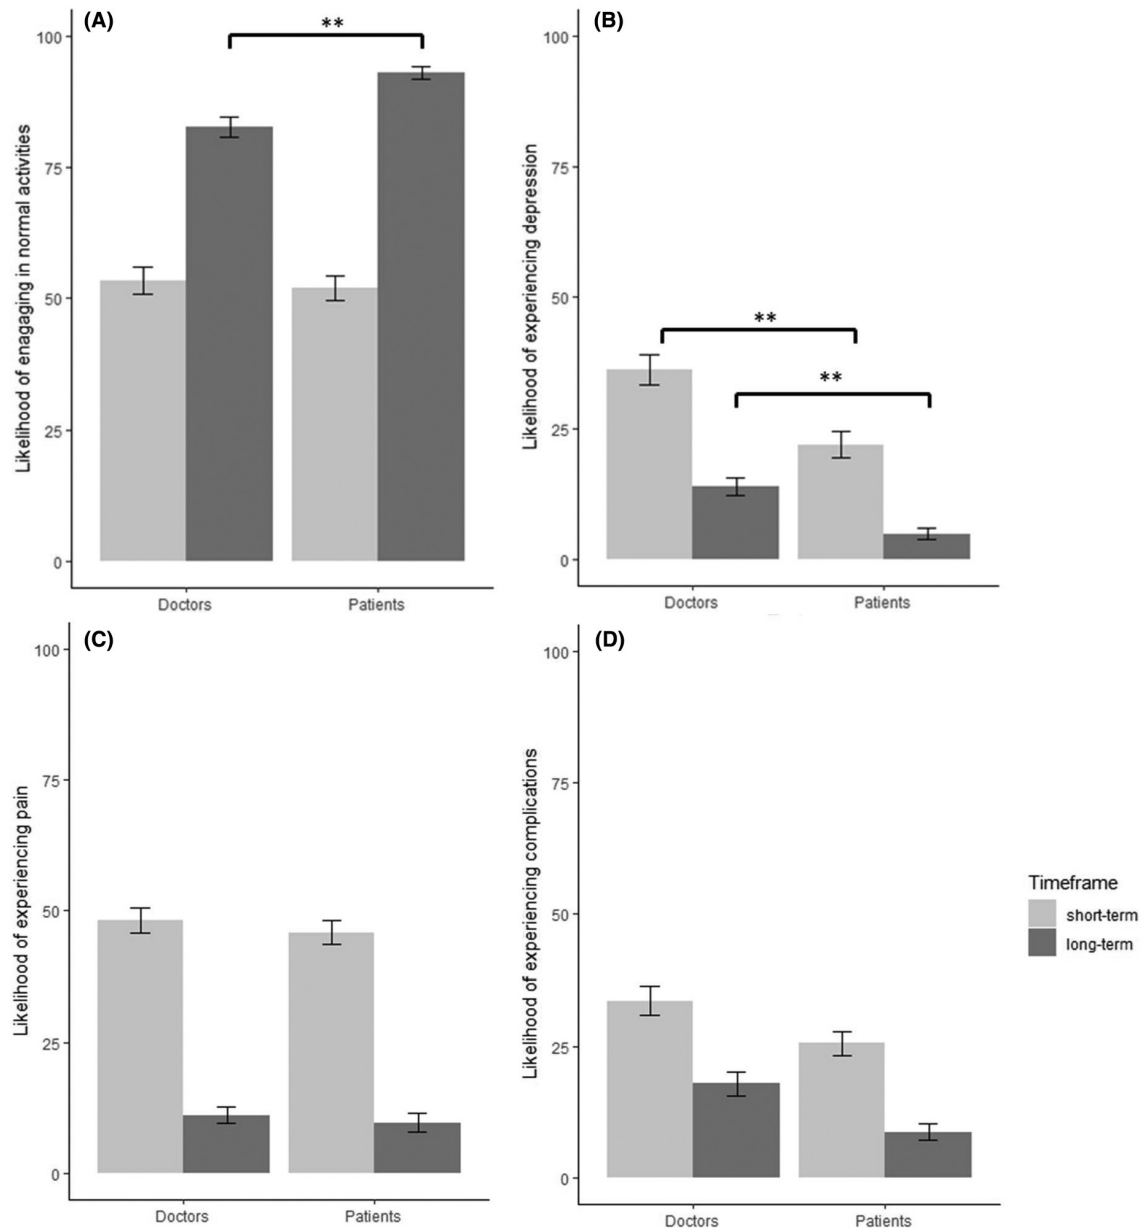 (A)
**
100
75
50
25
0
Likelihood of enagaging in normal activities
Doctors
Patients
(B)
100
75
50
25
0
Likelihood of experiencing depression
**
**
Doctors
Patients
(C)
100
75
50
25
0
Likelihood of experiencing pain
Doctors
Patients
(D)
100
75
50
25
0
Likelihood of experiencing complications
Doctors
Patients
Timeframe
short-term
long-term